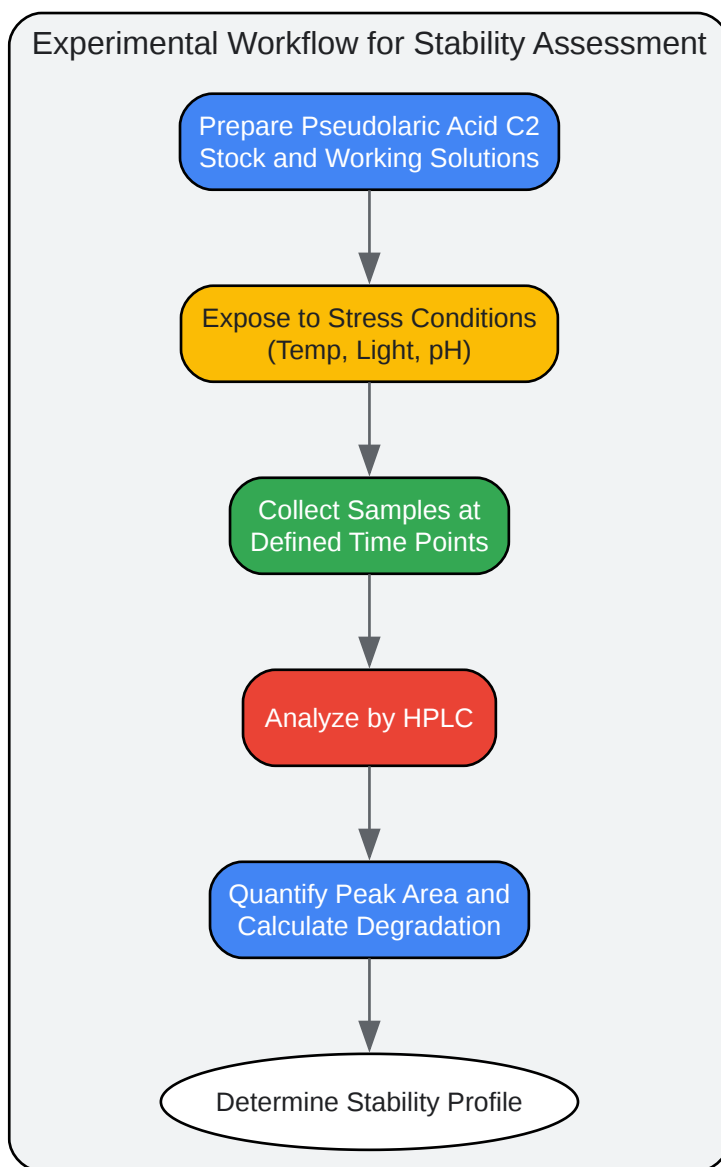 Experimental Workflow for Stability Assessment
Prepare Pseudolaric Acid C2
Stock and Working Solutions
Expose to Stress Conditions
(Temp, Light, pH)
Collect Samples at
Defined Time Points
Analyze by HPLC
Quantify Peak Area and
Calculate Degradation
Determine Stability Profile